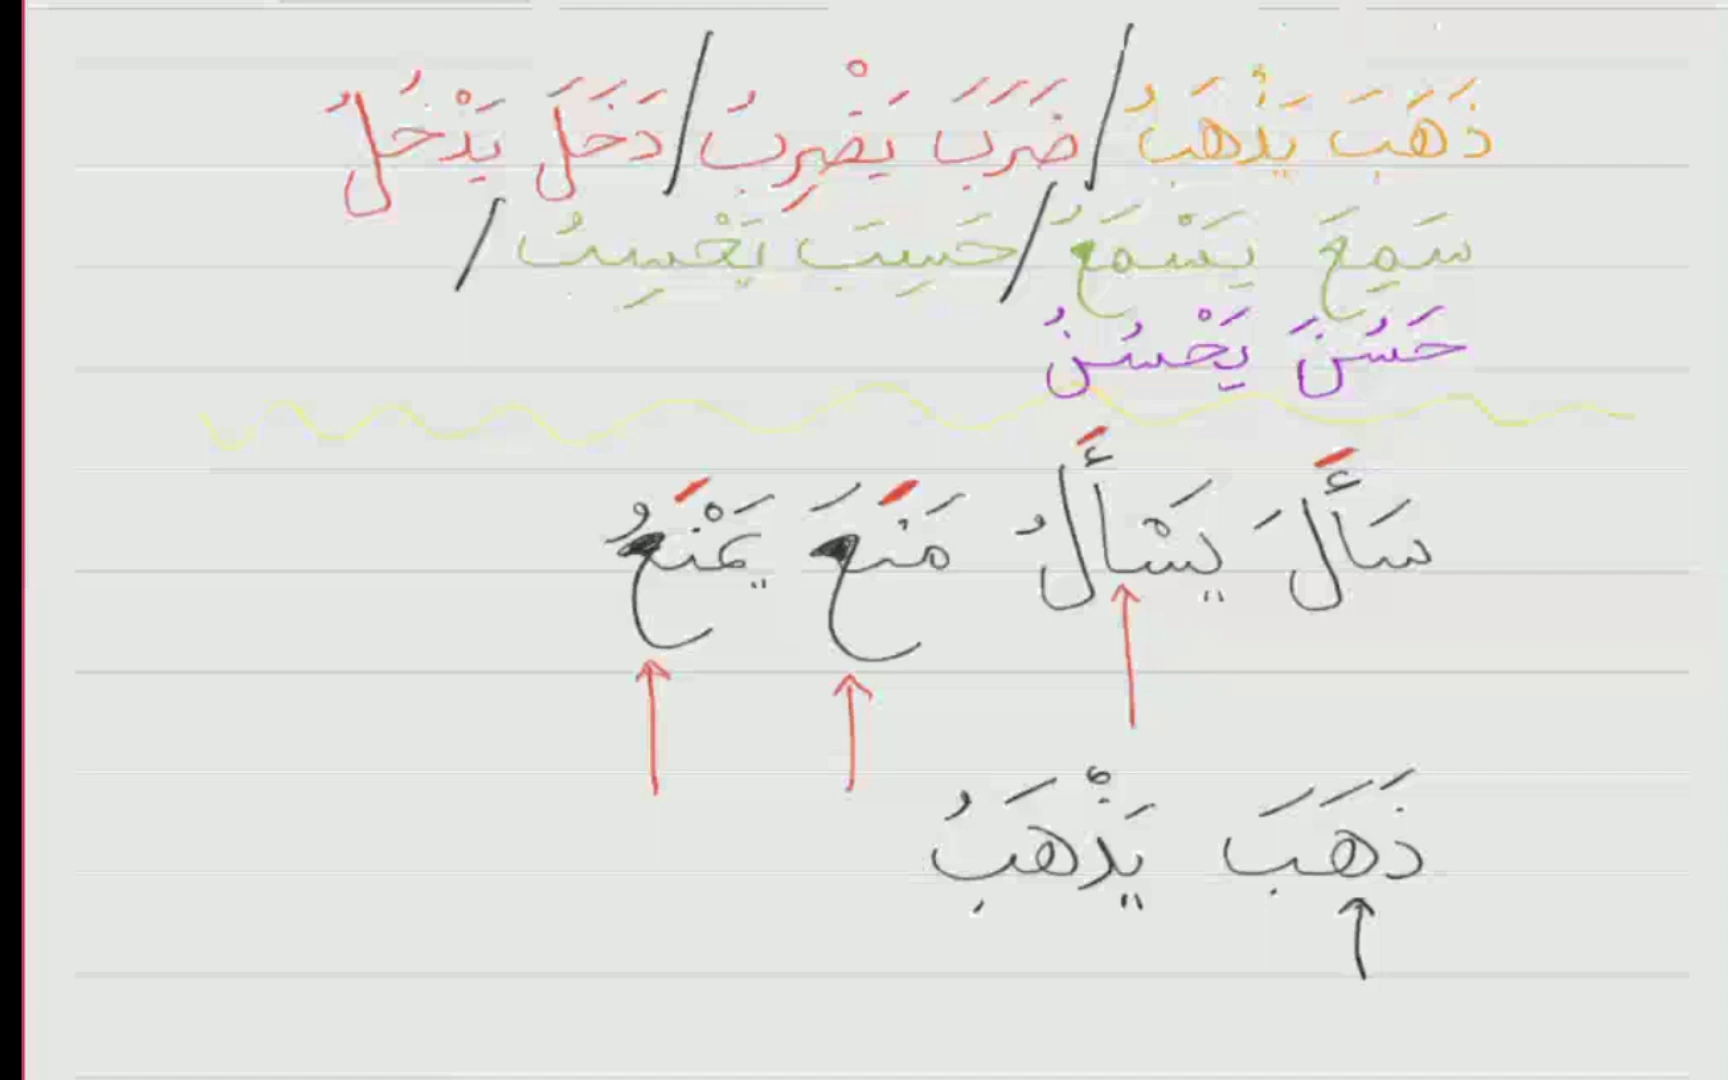 ذَهَبَ يَذْهَبُ / ضَرَبَ يَضْرِبُ / دَخَلَ يَدْخُلُ
سَمِعَ يَسْمَعُ / حَسِبَ يَحْسِبُ /
حَسُنَ يَحْسُنُ
سَأَلَ يَسْأَلُ مَنَعَ يَمْنَعُ
ذَهَبَ يَذْهَبُ